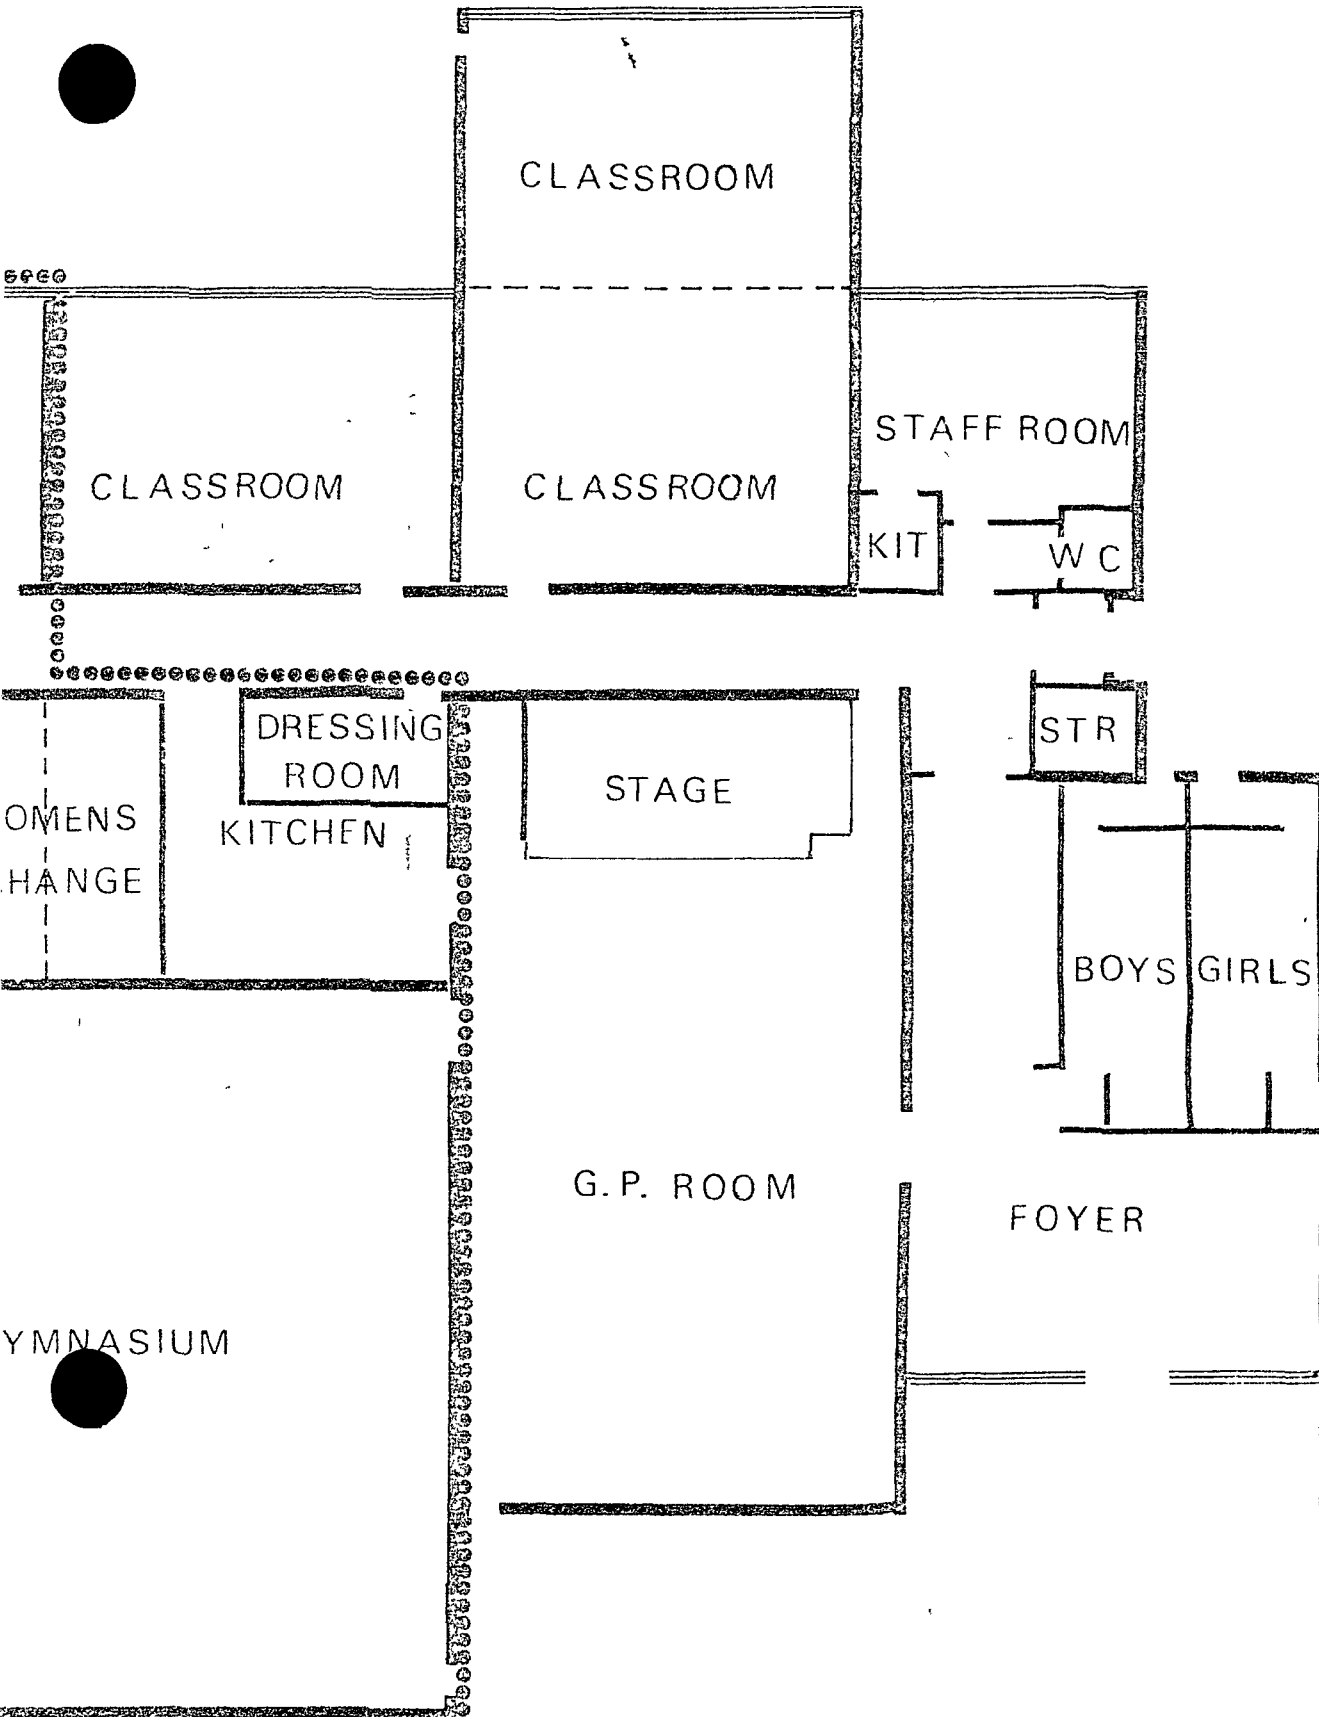 CLASSROOM
STAFF ROOM
CLASSROOM
CLASSROOM
KIT
W C
DRESSING
ROOM
STR
STAGE
OMENS
KITCHEN
HANGE
BOYS
GIRLS
G.P. ROOM
FOYER
YMNASIUM